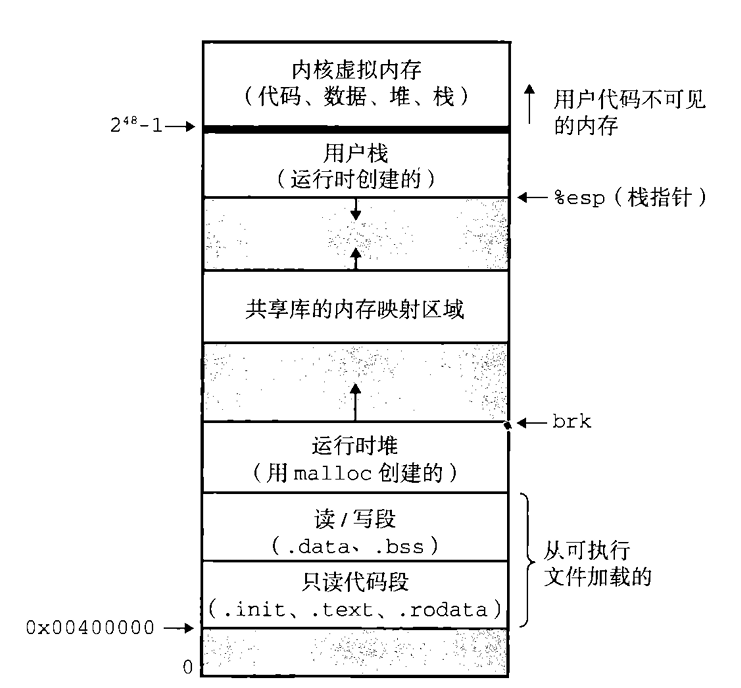 内核虚拟内存
（代码、数据、堆、栈）
用户代码不可见
的内存
2⁴⁸-1
用户栈
（运行时创建的）
%esp（栈指针）
共享库的内存映射区域
brk
运行时堆
（用malloc创建的）
读/写段
（.data、.bss）
从可执行
文件加载的
只读代码段
（.init、.text、.rodata）
0x00400000
0